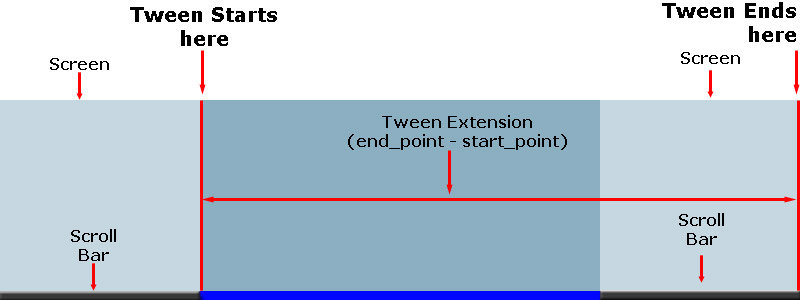 Tween Starts
here
Tween Ends
here
Screen
Screen
Tween Extension
(end_point - start_point)
Scroll
Bar
Scroll
Bar